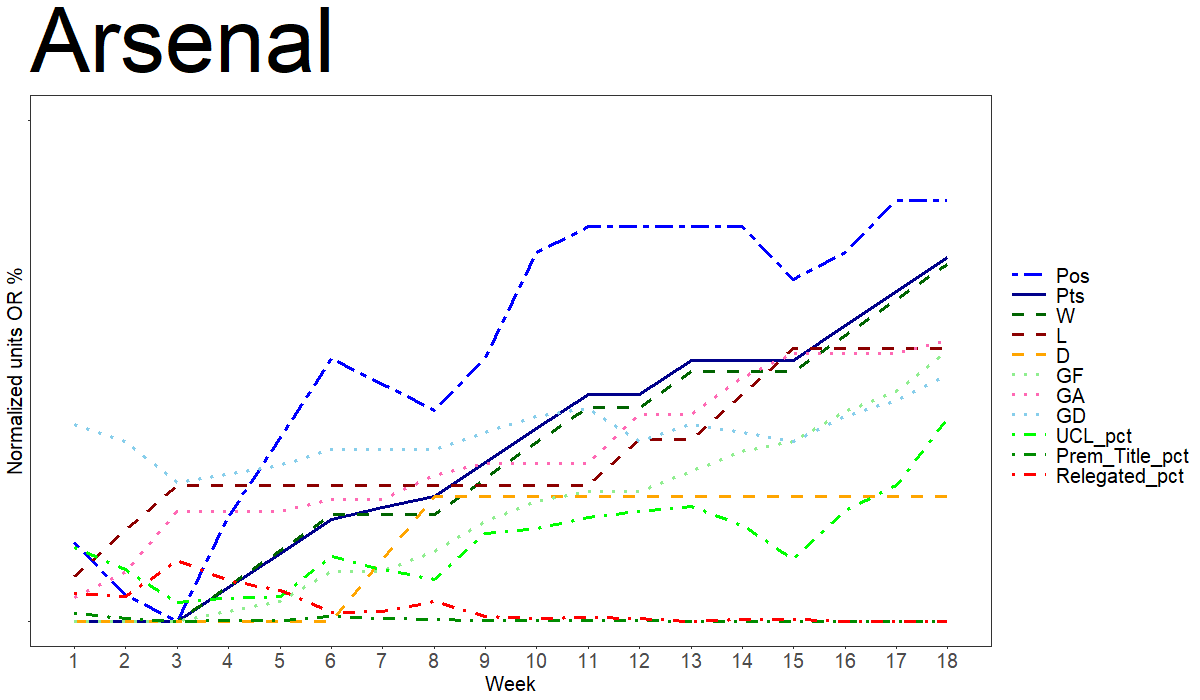 Arsenal
Normalized units OR %
Pos
Pts
W
L
D
GF
GA
GD
UCL_pct
Prem_Title_pct
Relegated_pct
1 2 3 4 5 6 7 8 9 10 11 12 13 14 15 16 17 18
Week